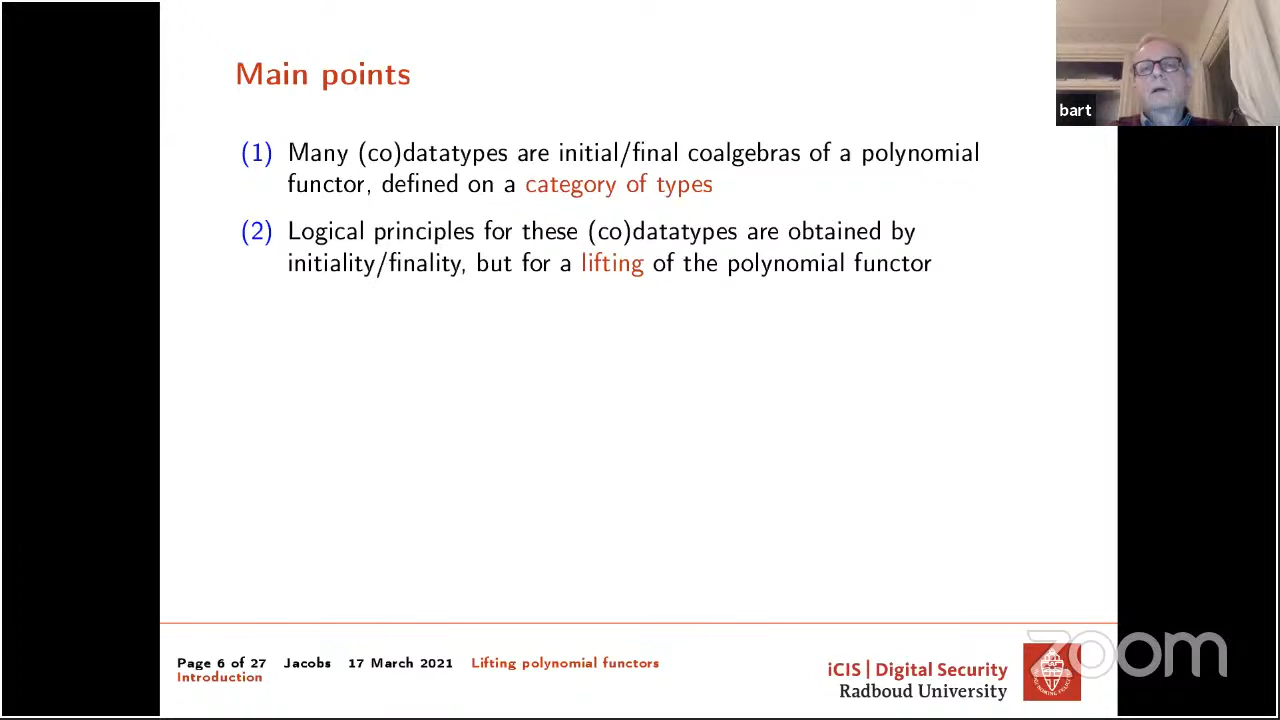 Main points
bart
(1) Many (co)datatypes are initial/final coalgebras of a polynomial
functor, defined on a category of types
(2) Logical principles for these (co)datatypes are obtained by
initiality/finality, but for a lifting of the polynomial functor
Page 6 of 27 Jacobs 17 March 2021 Lifting polynomial functors
Introduction
iCIS | Digital Security
Radboud University
zoom